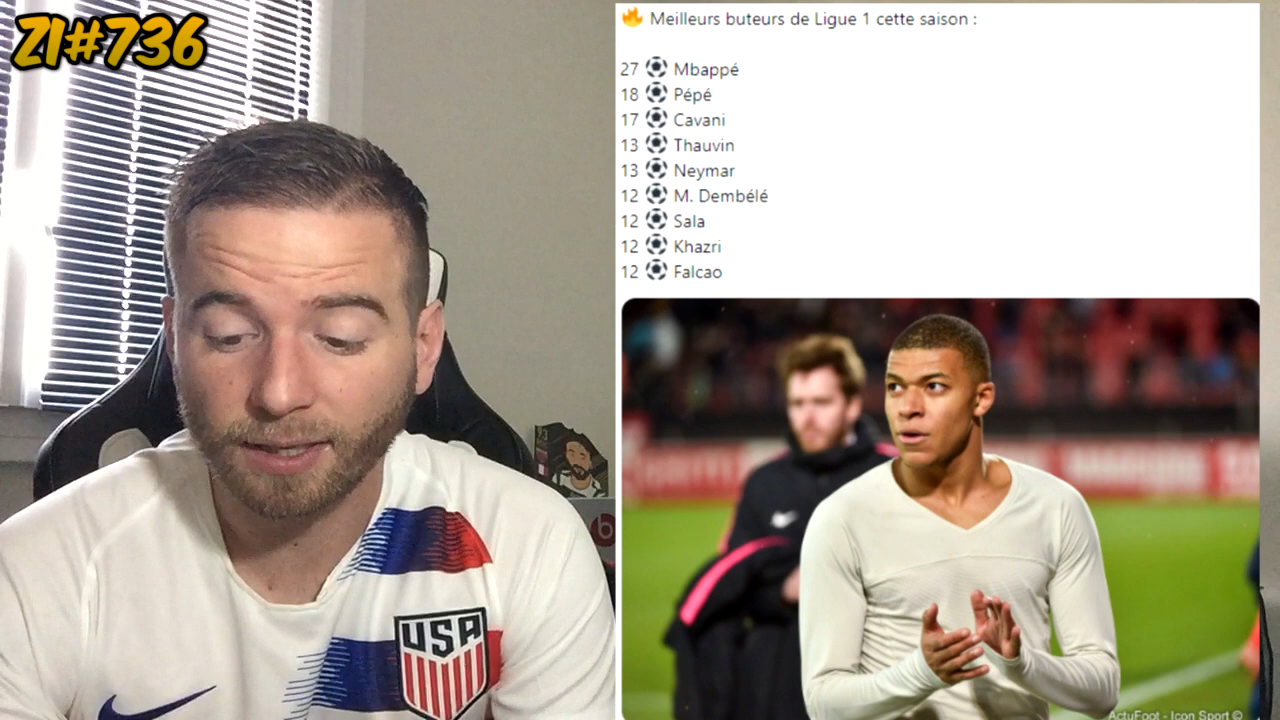 ZI#736
🔥 Meilleurs buteurs de Ligue 1 cette saison :
27 ⚽ Mbappé
18 ⚽ Pépé
17 ⚽ Cavani
13 ⚽ Thauvin
13 ⚽ Neymar
12 ⚽ M. Dembélé
12 ⚽ Sala
12 ⚽ Khazri
12 ⚽ Falcao
USA
ActuFoot - Icon Sport ©